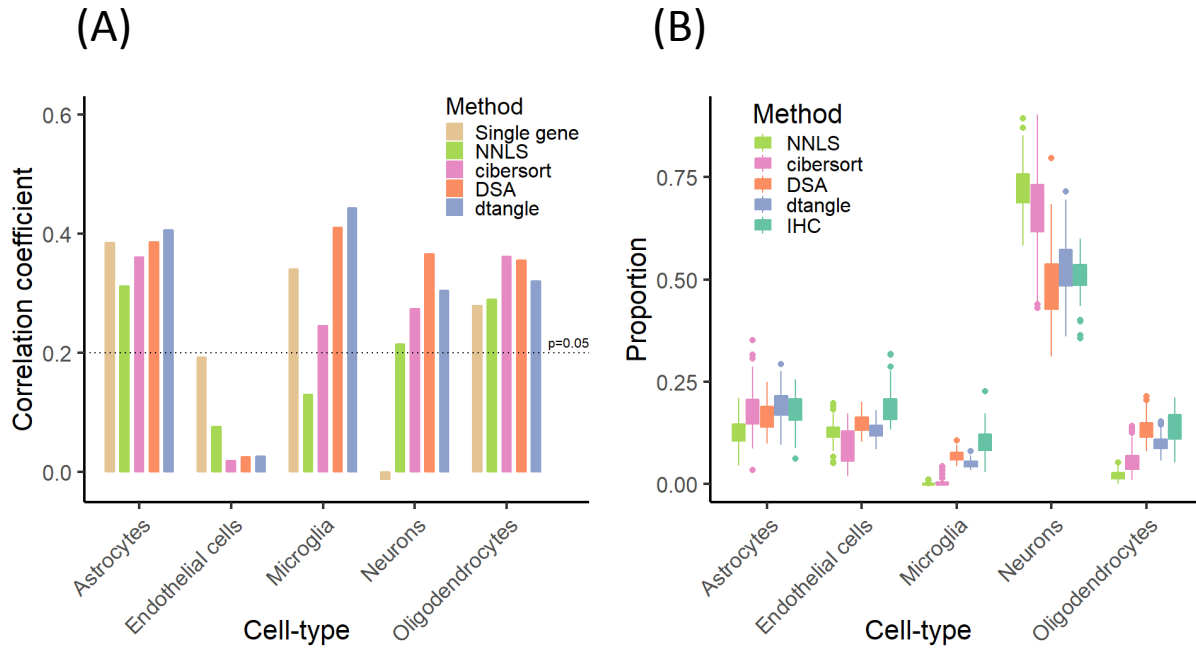 (A)
Correlation coefficient
0.6
0.4
0.2
0.0
Method
Single gene
NNLS
cibersort
DSA
dtangle
p=0.05
Astrocytes
Endothelial cells
Microglia
Neurons
Oligodendrocytes
Cell-type
(B)
Proportion
0.75
0.50
0.25
0.00
Method
NNLS
cibersort
DSA
dtangle
IHC
Astrocytes
Endothelial cells
Microglia
Neurons
Oligodendrocytes
Cell-type